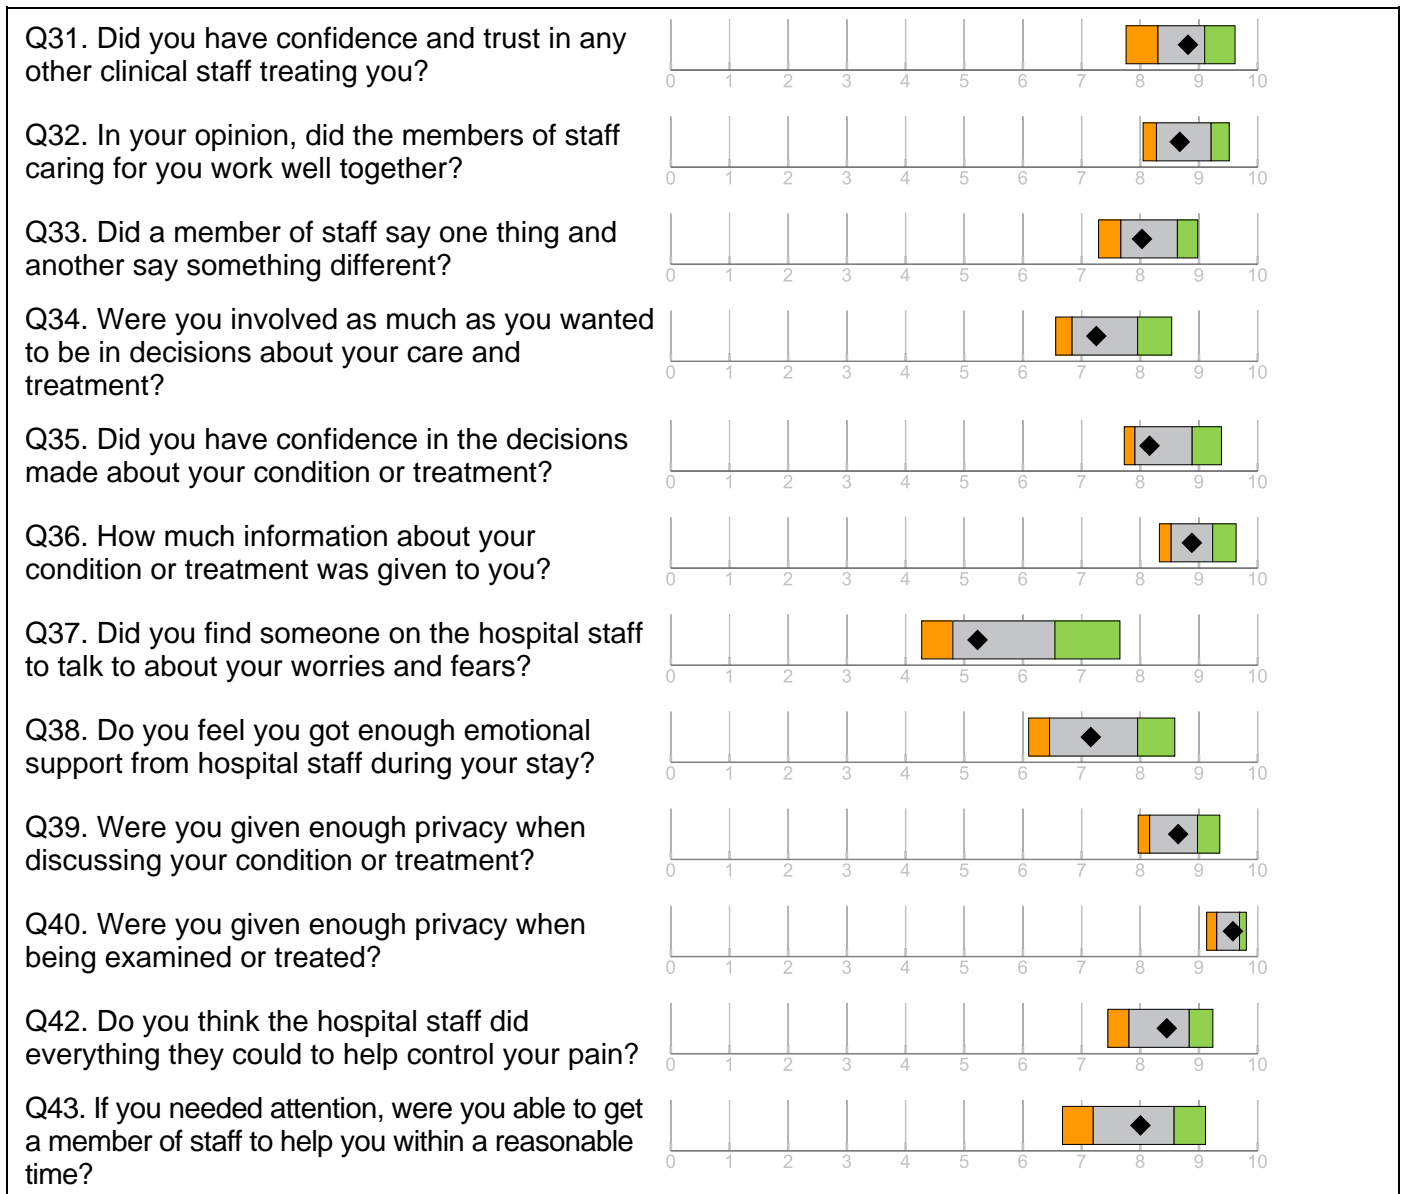 Q31. Did you have confidence and trust in any
other clinical staff treating you?
0 1 2 3 4 5 6 7 8 9 10
Q32. In your opinion, did the members of staff
caring for you work well together?
0 1 2 3 4 5 6 7 8 9 10
Q33. Did a member of staff say one thing and
another say something different?
0 1 2 3 4 5 6 7 8 9 10
Q34. Were you involved as much as you wanted
to be in decisions about your care and
treatment?
0 1 2 3 4 5 6 7 8 9 10
Q35. Did you have confidence in the decisions
made about your condition or treatment?
0 1 2 3 4 5 6 7 8 9 10
Q36. How much information about your
condition or treatment was given to you?
0 1 2 3 4 5 6 7 8 9 10
Q37. Did you find someone on the hospital staff
to talk to about your worries and fears?
0 1 2 3 4 5 6 7 8 9 10
Q38. Do you feel you got enough emotional
support from hospital staff during your stay?
0 1 2 3 4 5 6 7 8 9 10
Q39. Were you given enough privacy when
discussing your condition or treatment?
0 1 2 3 4 5 6 7 8 9 10
Q40. Were you given enough privacy when
being examined or treated?
0 1 2 3 4 5 6 7 8 9 10
Q42. Do you think the hospital staff did
everything they could to help control your pain?
0 1 2 3 4 5 6 7 8 9 10
Q43. If you needed attention, were you able to get
a member of staff to help you within a reasonable
time?
0 1 2 3 4 5 6 7 8 9 10